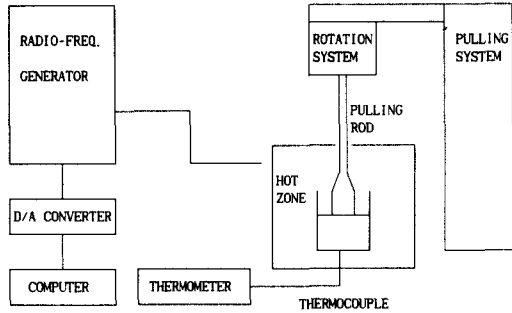 RADIO-FREQ.
GENERATOR
ROTATION
SYSTEM
PULLING
SYSTEM
PULLING
ROD
HOT
ZONE
D/A CONVERTER
COMPUTER
THERMOMETER
THERMOCOUPLE